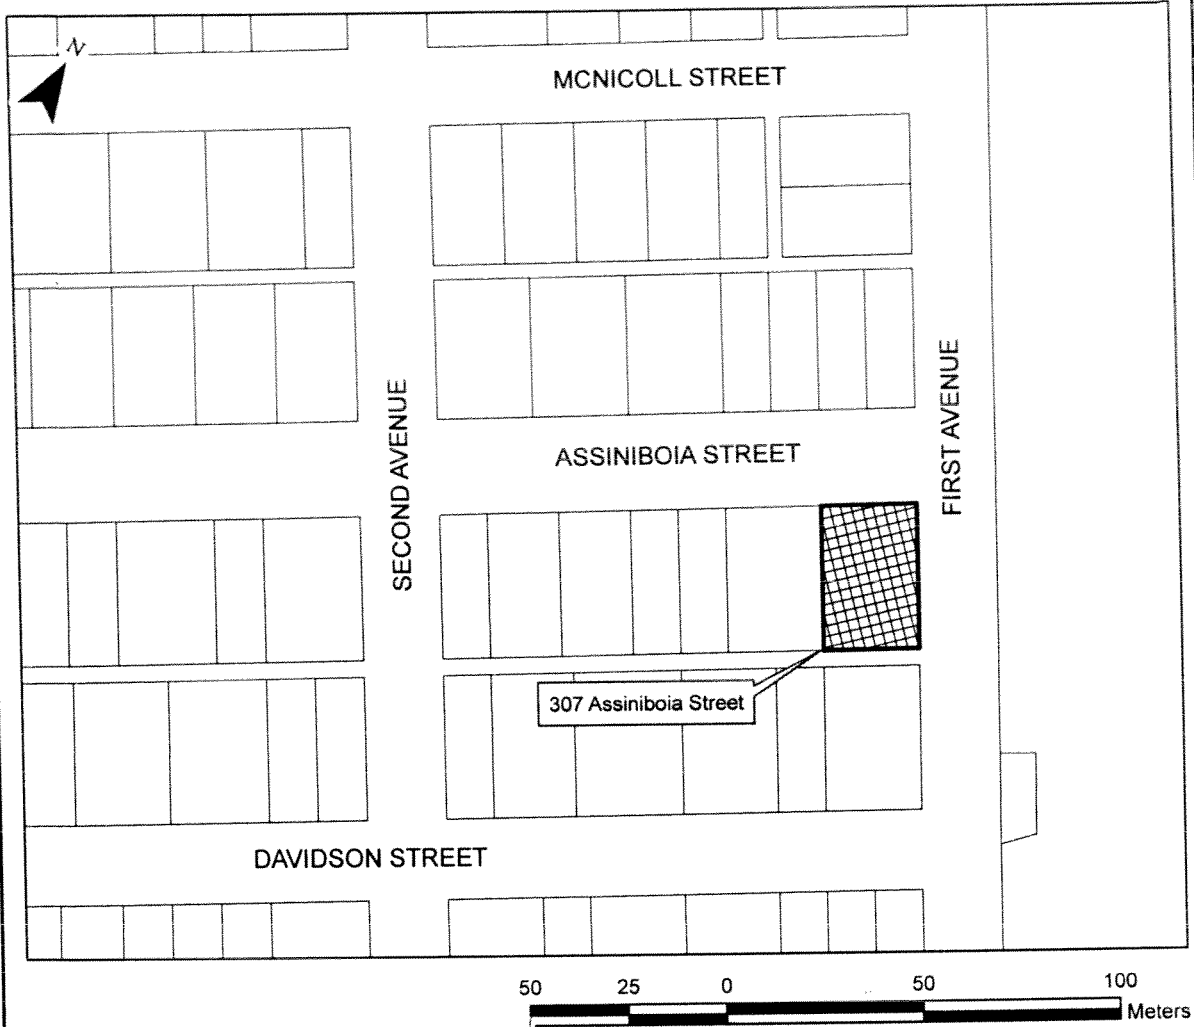 N
MCNICOLL STREET
SECOND AVENUE
ASSINIBOIA STREET
FIRST AVENUE
307 Assiniboia Street
DAVIDSON STREET
50 25 0 50 100
Meters